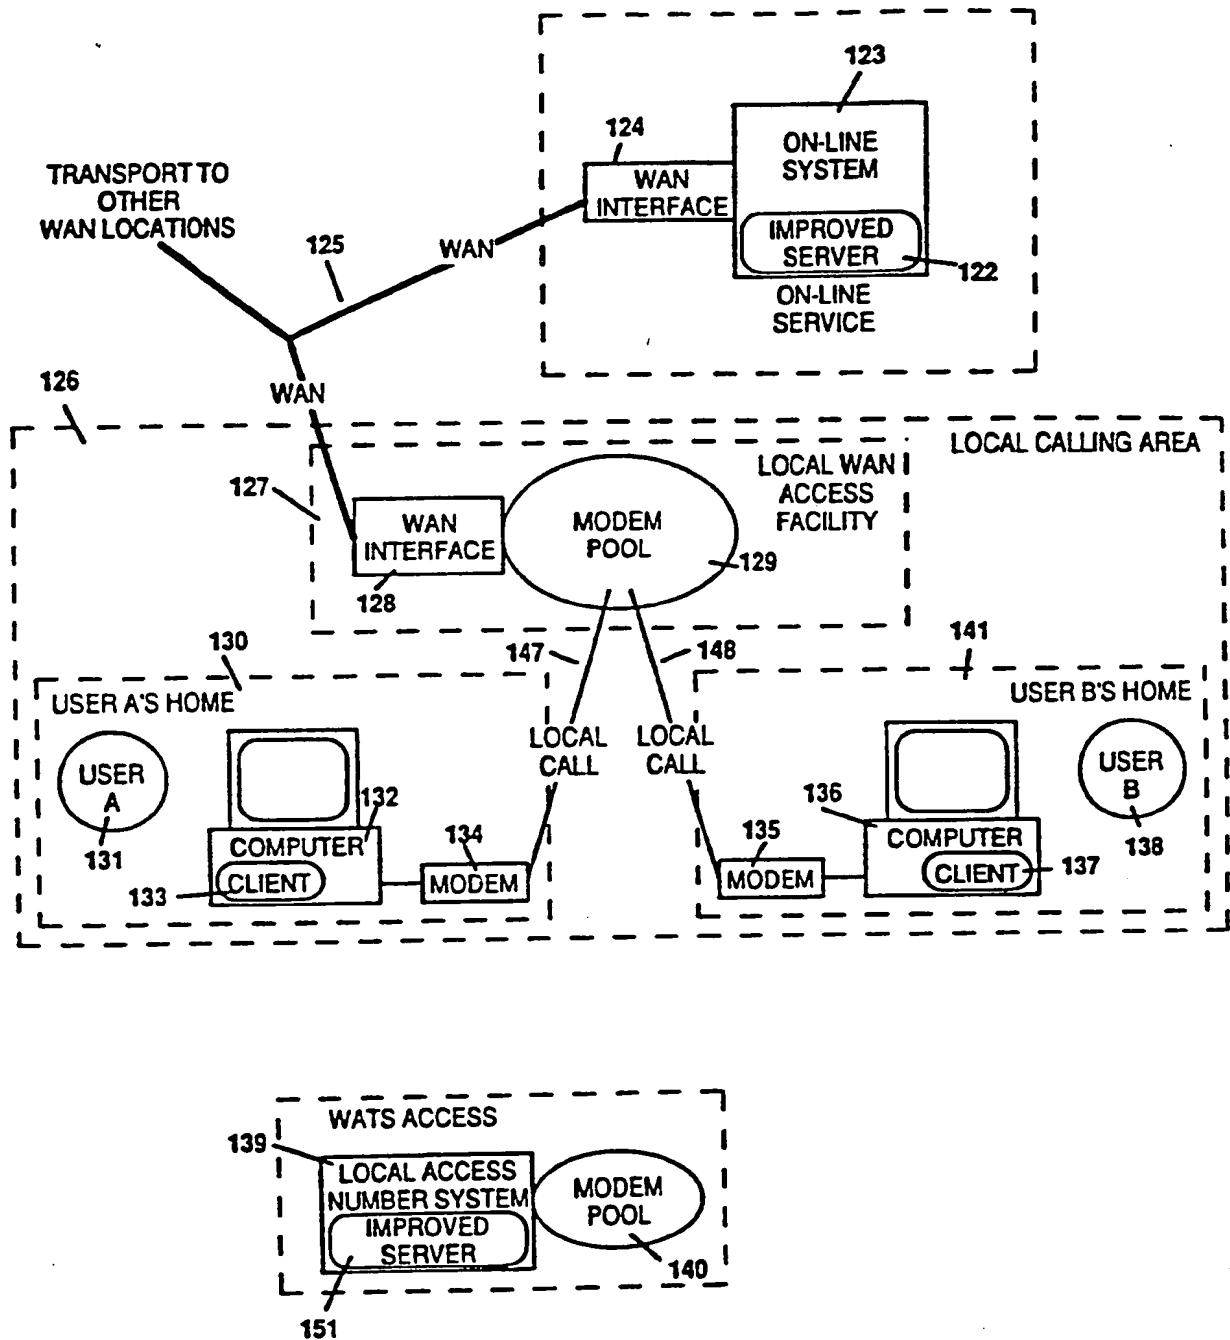 123
124
ON-LINE
SYSTEM
WAN
INTERFACE
IMPROVED
SERVER
122
ON-LINE
SERVICE
TRANSPORT TO
OTHER
WAN LOCATIONS
125
WAN
WAN
126
LOCAL CALLING AREA
127
LOCAL WAN
ACCESS
FACILITY
WAN
INTERFACE
128
MODEM
POOL
129
130
147
148
141
USER A'S HOME
USER B'S HOME
LOCAL
CALL
LOCAL
CALL
USER
A
131
132
COMPUTER
CLIENT
133
134
MODEM
135
MODEM
136
COMPUTER
CLIENT
137
USER
B
138
WATS ACCESS
139
LOCAL ACCESS
NUMBER SYSTEM
IMPROVED
SERVER
151
MODEM
POOL
140